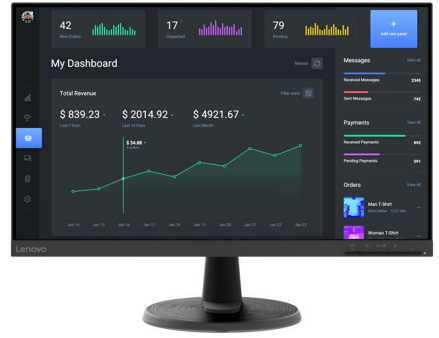 42
New Orders
17
Dispatched
79
Pending
+
Add new panel
My Dashboard
Refresh
Messages
View all
Received Messages
2345
Sent Messages
742
Total Revenue
Filter stats
$ 839.23
Last 7 Days
$ 2014.92
Last 14 Days
$ 4921.67
Last Month
$ 34.88
Payments
View all
Received Payments
892
Pending Payments
591
Orders
View all
Man T-Shirt
Woman T-Shirt
Jan 14
Jan 15
Jan 16
Jan 17
Jan 18
Jan 19
Jan 20
Jan 21
Jan 22
Jan 23
Lenovo